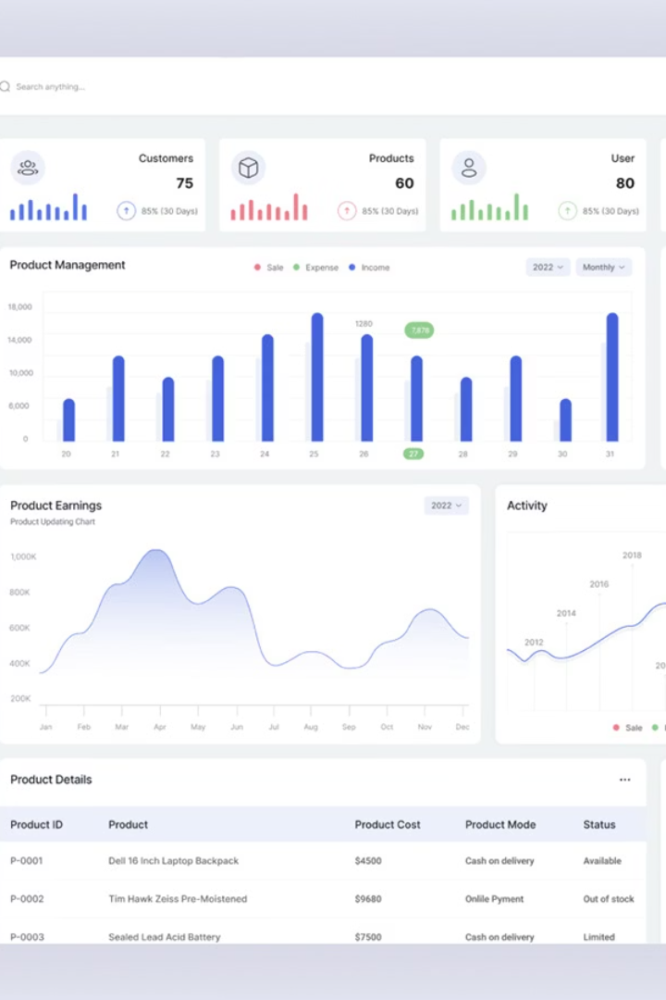 Search anything...
Customers
75
85% (30 Days)
Products
60
85% (30 Days)
User
80
85% (30 Days)
Product Management
Sale Expense Income
2022 Monthly
18,000
14,000
10,000
6,000
0
1280
7,878
20 21 22 23 24 25 26 27 28 29 30 31
Product Earnings
Product Updating Chart
2022
1,000K
800K
600K
400K
200K
Jan Feb Mar Apr May Jun Jul Aug Sep Oct Nov Dec
Activity
2018
2016
2014
2012
20
Sale
Product Details
Product ID Product Product Cost Product Mode Status
P-0001 Dell 16 Inch Laptop Backpack $4500 Cash on delivery Available
P-0002 Tim Hawk Zeiss Pre-Moistened $9680 Onlile Pyment Out of stock
P-0003 Sealed Lead Acid Battery $7500 Cash on delivery Limited